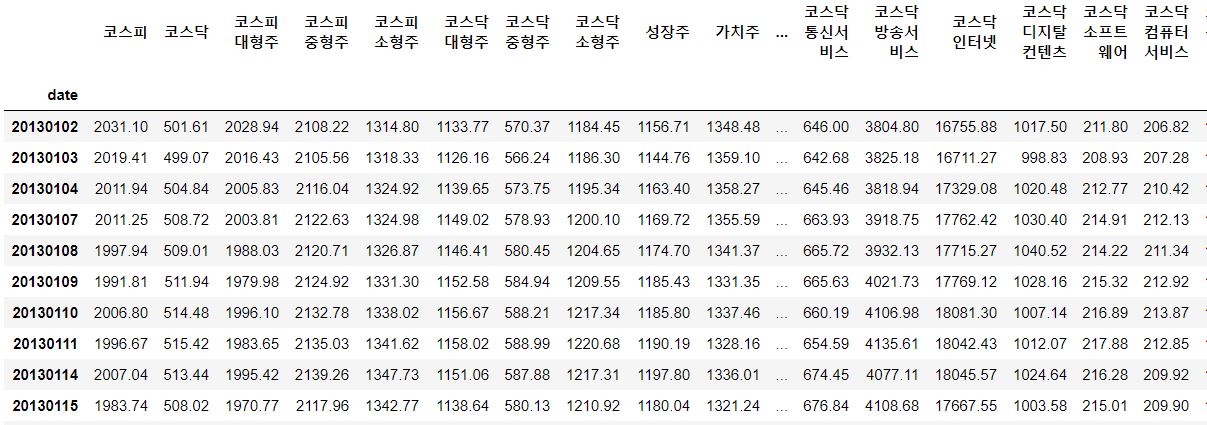 코스피 코스닥 코스피 대형주 코스피 중형주 코스피 소형주 코스닥 대형주 코스닥 중형주 코스닥 소형주 성장주 가치주 ... 코스닥 통신서비스 코스닥 방송서비스 코스닥 인터넷 코스닥 디지탈컨텐츠 코스닥 소프트웨어 코스닥 컴퓨터서비스
date
20130102 2031.10 501.61 2028.94 2108.22 1314.80 1133.77 570.37 1184.45 1156.71 1348.48 ... 646.00 3804.80 16755.88 1017.50 211.80 206.82
20130103 2019.41 499.07 2016.43 2105.56 1318.33 1126.16 566.24 1186.30 1144.76 1359.10 ... 642.68 3825.18 16711.27 998.83 208.93 207.28
20130104 2011.94 504.84 2005.83 2116.04 1324.92 1139.65 573.75 1195.34 1163.40 1358.27 ... 645.46 3818.94 17329.08 1020.48 212.77 210.42
20130107 2011.25 508.72 2003.81 2122.63 1324.98 1149.02 578.93 1200.10 1169.72 1355.59 ... 663.93 3918.75 17762.42 1030.40 214.91 212.13
20130108 1997.94 509.01 1988.03 2120.71 1326.87 1146.41 580.45 1204.65 1174.70 1341.37 ... 665.72 3932.13 17715.27 1040.52 214.22 211.34
20130109 1991.81 511.94 1979.98 2124.92 1331.30 1152.58 584.94 1209.55 1185.43 1331.35 ... 665.63 4021.73 17769.12 1028.16 215.32 212.92
20130110 2006.80 514.48 1996.10 2132.78 1338.02 1156.67 588.21 1217.34 1185.80 1337.46 ... 660.19 4106.98 18081.30 1007.14 216.89 213.87
20130111 1996.67 515.42 1983.65 2135.03 1341.62 1158.02 588.99 1220.68 1190.19 1328.16 ... 654.59 4135.61 18042.43 1012.07 217.88 212.85
20130114 2007.04 513.44 1995.42 2139.26 1347.73 1151.06 587.88 1217.31 1197.80 1336.01 ... 674.45 4077.11 18045.57 1024.64 216.28 209.92
20130115 1983.74 508.02 1970.77 2117.96 1342.77 1138.64 580.13 1210.92 1180.04 1321.24 ... 676.84 4108.68 17667.55 1003.58 215.01 209.90